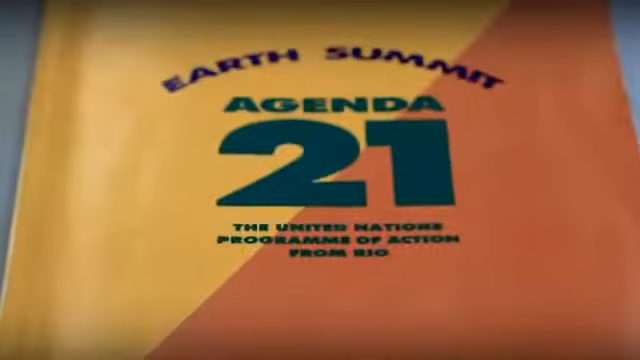 EARTH SUMMIT
AGENDA
21
THE UNITED NATIONS
PROGRAMME OF ACTION
FROM RIO